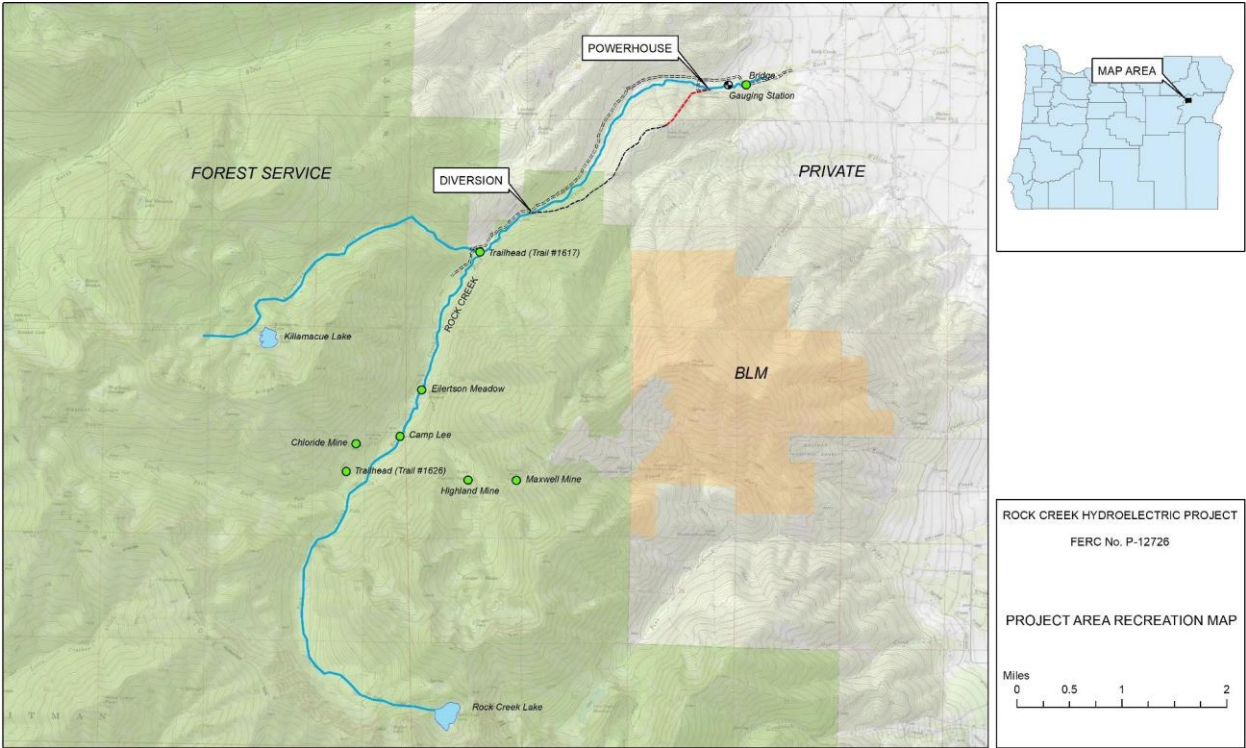 POWERHOUSE
Bridge
Gauging Station
FOREST SERVICE
PRIVATE
DIVERSION
Trailhead (Trail #1617)
ROCK CREEK
Killamacue Lake
BLM
Eilertson Meadow
Camp Lee
Chloride Mine
Trailhead (Trail #1626)
Highland Mine
Maxwell Mine
Rock Creek Lake
MAP AREA
ROCK CREEK HYDROELECTRIC PROJECT
FERC No. P-12726
PROJECT AREA RECREATION MAP
Miles
0 0.5 1 2